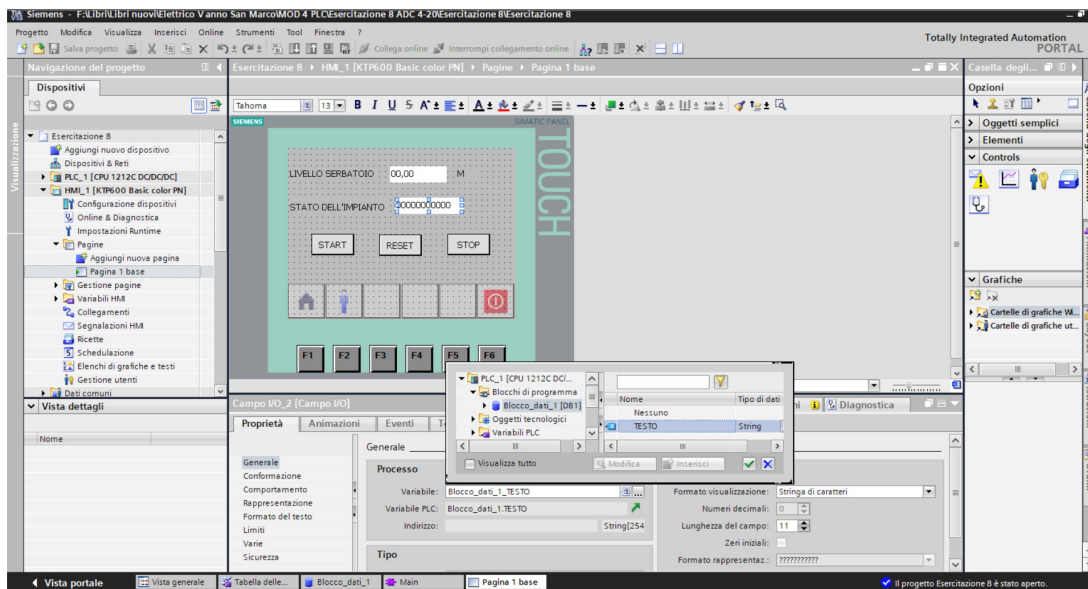 Siemens - F:\Libri\Libri nuovi\Elettrico V anno San Marco\MOD 4 PLC\Esercitazione 8 ADC 4-20\Esercitazione 8\Esercitazione 8
Progetto Modifica Visualizza Inserisci Online Strumenti Tool Finestra ?
Totally Integrated Automation
PORTAL
Salva progetto Collega online Interrompi collegamento online
Navigazione del progetto
Esercitazione 8 HMI_1 [KTP600 Basic color PN] Pagine Pagina 1 base
Casella degli...
Dispositivi
Opzioni
Tahoma 13 B I U S A
Visualizzazione
Esercitazione 8
Aggiungi nuovo dispositivo
Dispositivi & Reti
PLC_1 [CPU 1212C DC/DC/DC]
HMI_1 [KTP600 Basic color PN]
Configurazione dispositivi
Online & Diagnostica
Impostazioni Runtime
Pagine
Aggiungi nuova pagina
Pagina 1 base
Gestione pagine
Variabili HMI
Collegamenti
Segnalazioni HMI
Ricette
Schedulazione
Elenchi di grafiche e testi
Gestione utenti
Dati comuni
SIEMENS SIMATIC PANEL
TOUCH
LIVELLO SERBATOIO 00,00 M
STATO DELL'IMPIANTO 00000000000
START RESET STOP
F1 F2 F3 F4 F5 F6
Oggetti semplici
Elementi
Controls
Grafiche
Cartelle di grafiche Wi...
Cartelle di grafiche ut...
PLC_1 [CPU 1212C DC/...
Blocchi di programma
Blocco_dati_1 [DB1]
Oggetti tecnologici
Variabili PLC
Nome Tipo di dati
Nessuno
TESTO String
Visualizza tutto Modifica Inserisci
Vista dettagli
Nome
Campo I/O_2 [Campo I/O]
Diagnostica
Proprietà Animazioni Eventi
Generale
Conformazione
Comportamento
Rappresentazione
Formato del testo
Limiti
Varie
Sicurezza
Generale
Processo
Variabile: Blocco_dati_1_TESTO
Variabile PLC: Blocco_dati_1.TESTO
Indirizzo: String[254
Tipo
Formato visualizzazione: Stringa di caratteri
Numeri decimali: 0
Lunghezza del campo: 11
Zeri iniziali:
Formato rappresentaz.: ???????????
Vista portale Vista generale Tabella delle... Blocco_dati_1 Main Pagina 1 base
Il progetto Esercitazione 8 è stato aperto.